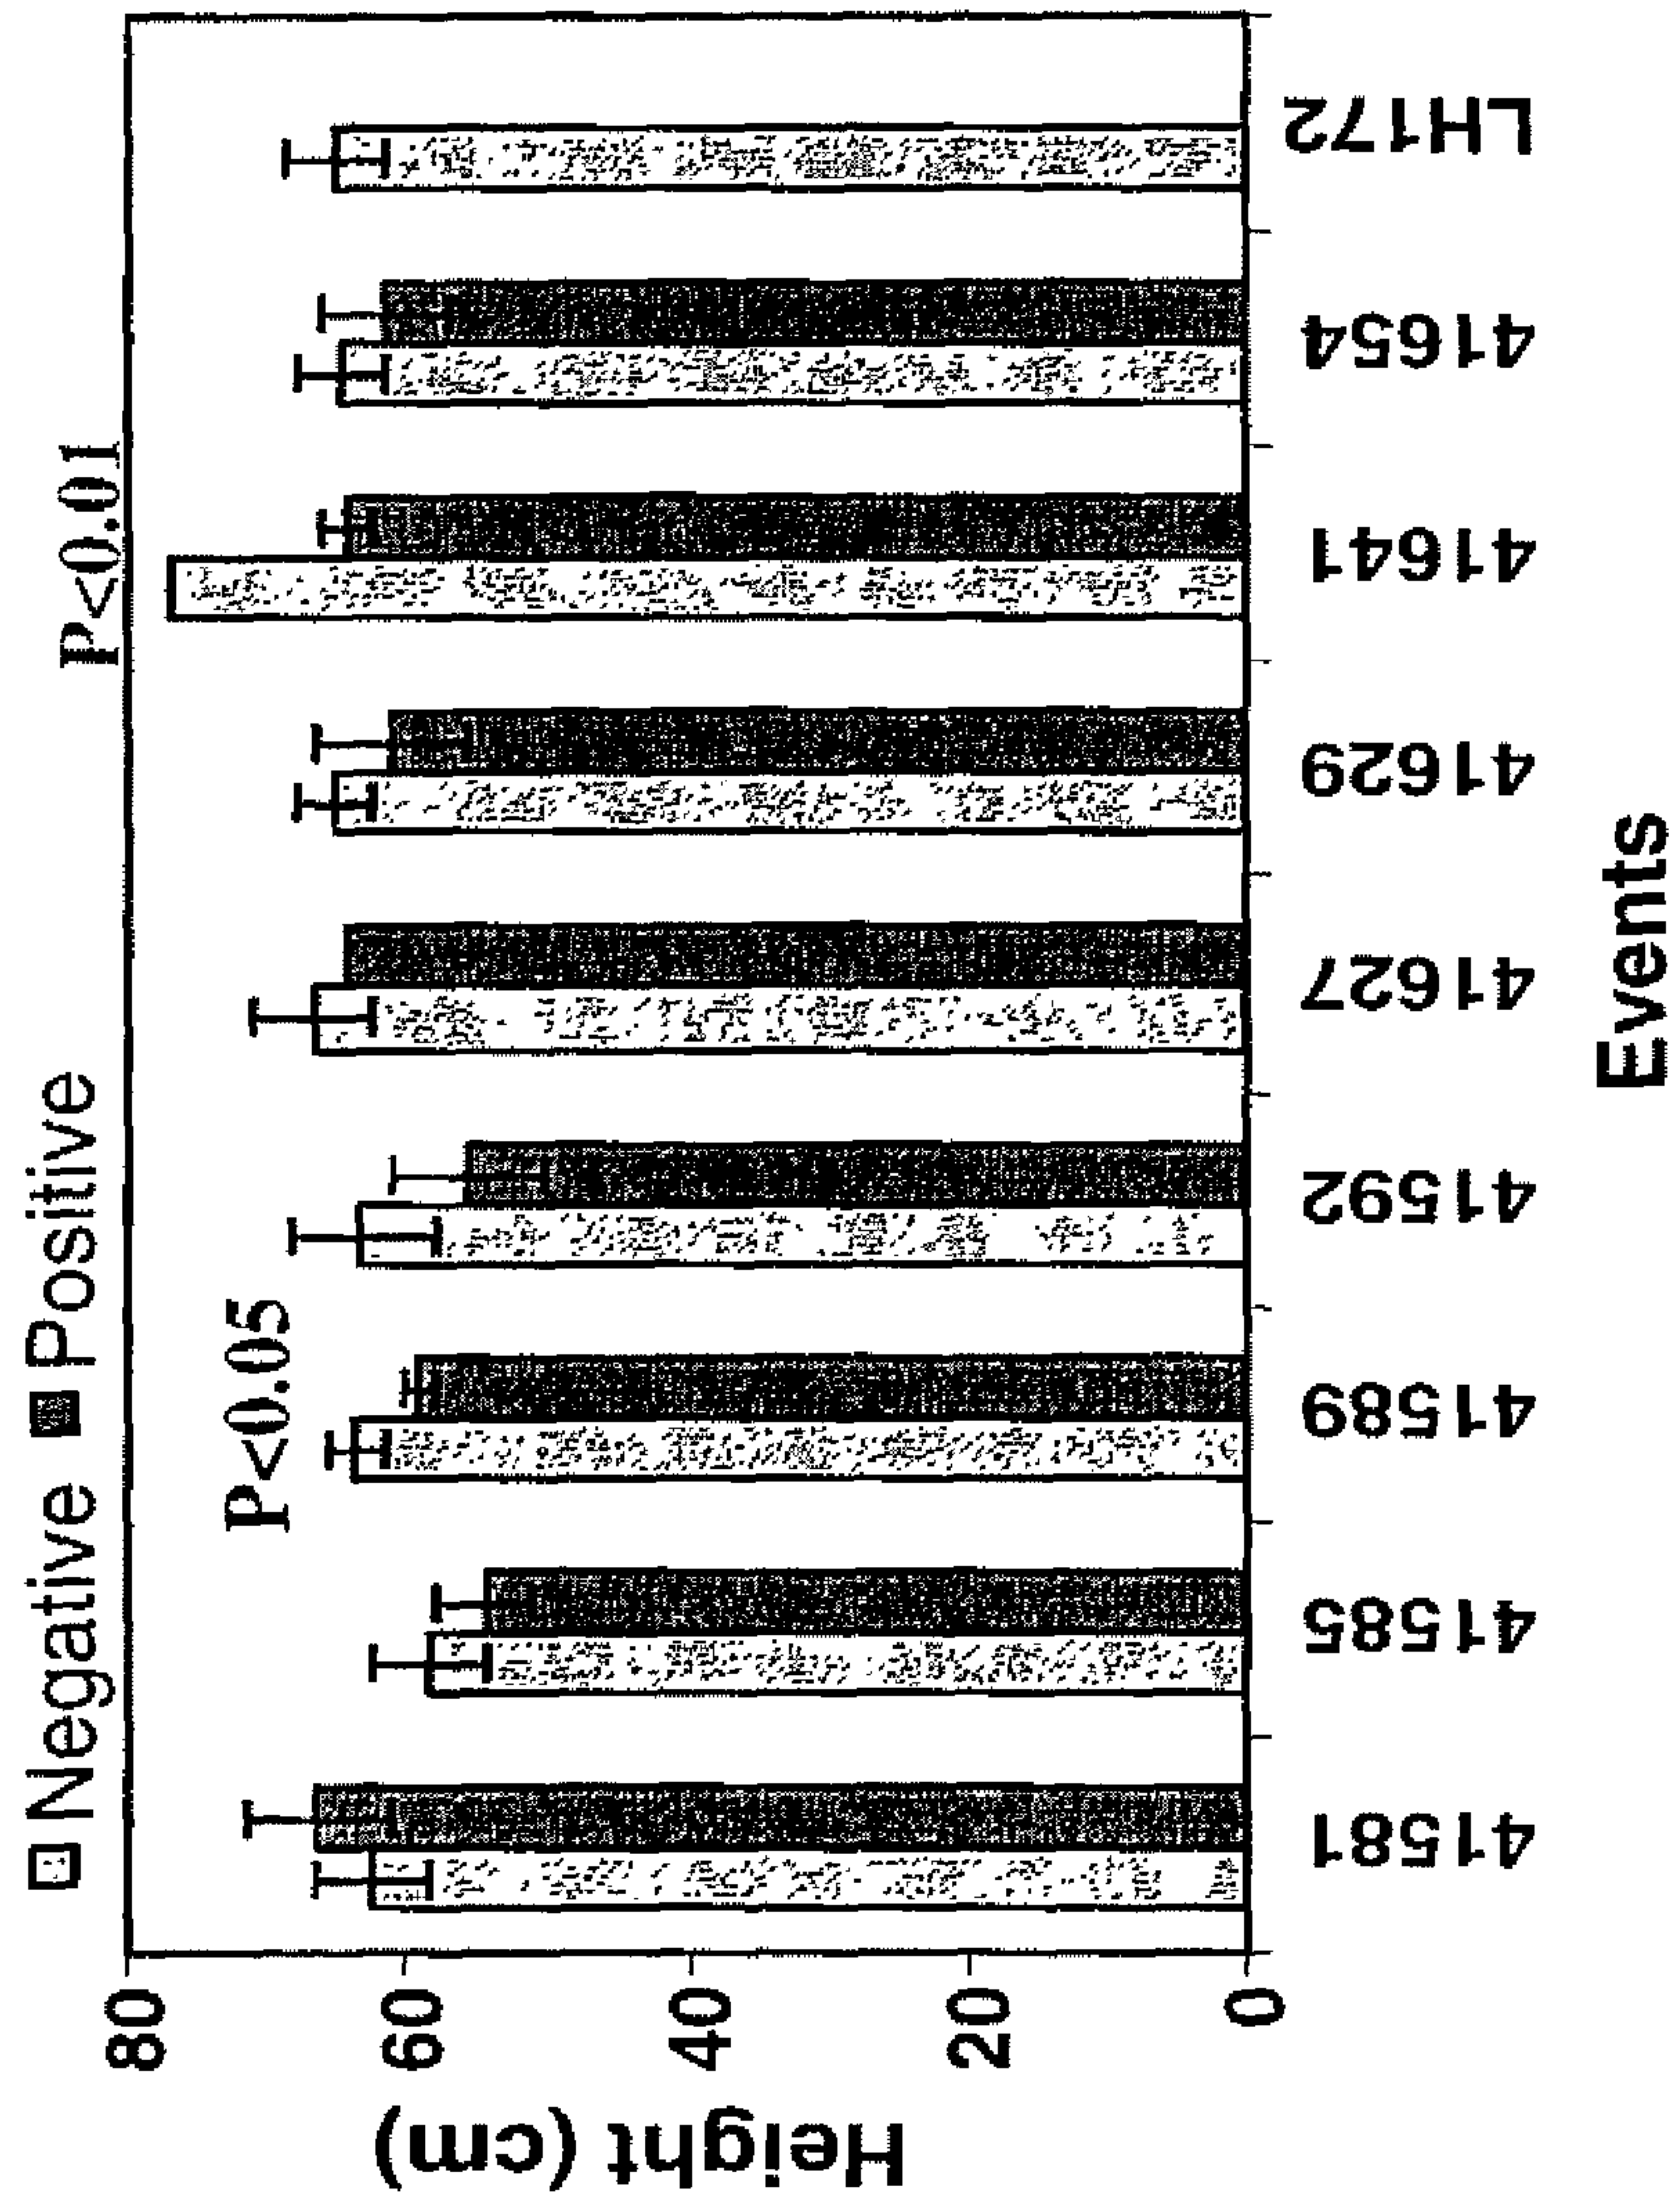 Negative Positive
P<0.01
P<0.05
80
60
40
20
0
Height (cm)
41581 41585 41589 41592 41627 41629 41641 41654 LH172
Events